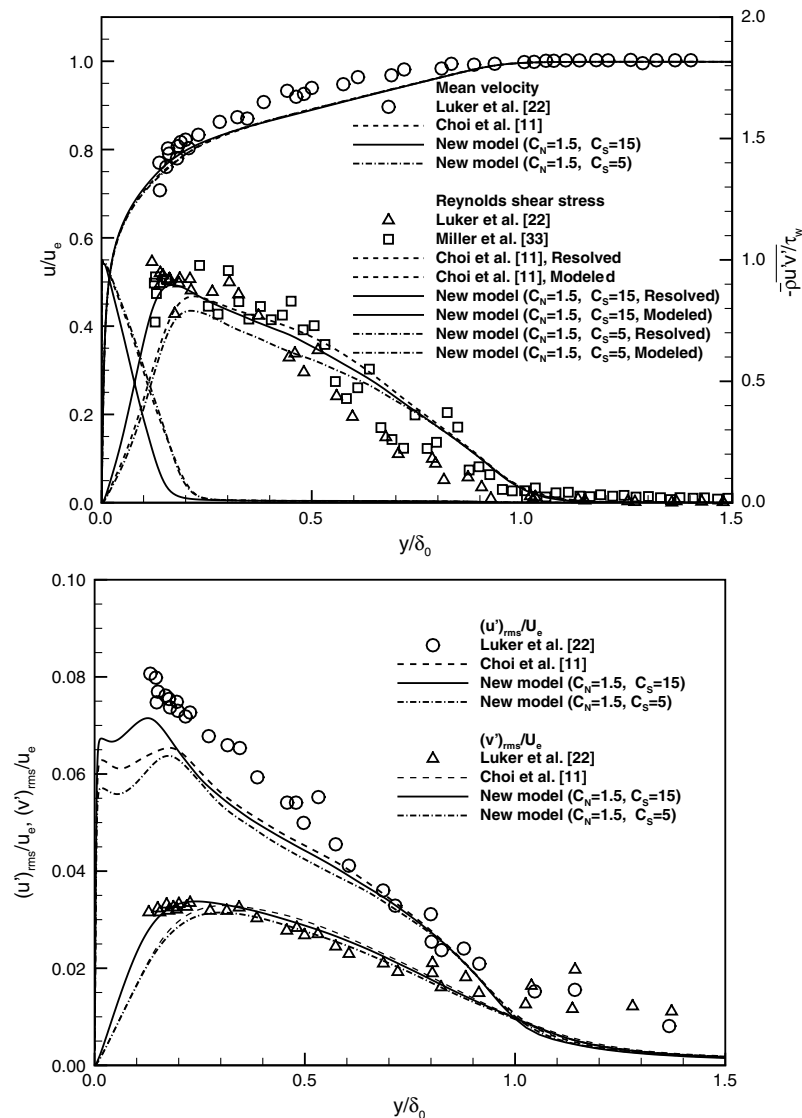 2.0
1.0
Mean velocity
Luker et al. [22]
Choi et al. [11]
New model (C_N=1.5, C_S=15)
New model (C_N=1.5, C_S=5)
1.5
0.8
Reynolds shear stress
Luker et al. [22]
Miller et al. [33]
Choi et al. [11], Resolved
Choi et al. [11], Modeled
New model (C_N=1.5, C_S=15, Resolved)
New model (C_N=1.5, C_S=15, Modeled)
New model (C_N=1.5, C_S=5, Resolved)
New model (C_N=1.5, C_S=5, Modeled)
u/u_e
0.6
1.0
-ρ̅u'v'/τ_w
0.4
0.5
0.2
0.0
0.0
0.0
0.5
1.0
1.5
y/δ_0
0.10
(u')_rms/U_e
Luker et al. [22]
Choi et al. [11]
New model (C_N=1.5, C_S=15)
New model (C_N=1.5, C_S=5)
0.08
(v')_rms/U_e
Luker et al. [22]
Choi et al. [11]
New model (C_N=1.5, C_S=15)
New model (C_N=1.5, C_S=5)
0.06
(u')_rms/u_e, (v')_rms/u_e
0.04
0.02
0.00
0.0
0.5
1.0
1.5
y/δ_0